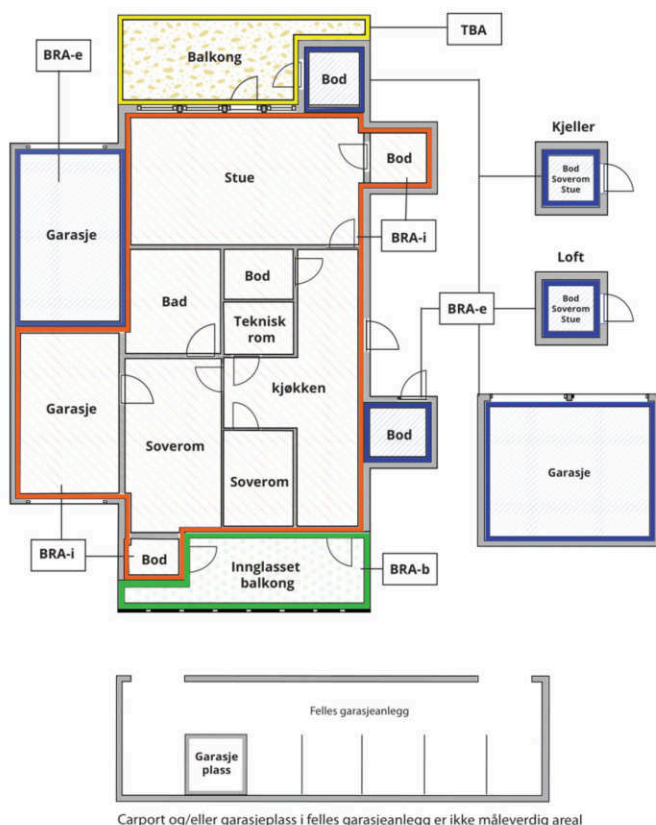 TBA
BRA-e
Balkong
Bod
Kjeller
Bod
Soverom
Stue
Stue
Bod
Garasje
BRA-i
Loft
Bod
Bod
Soverom
Stue
Bad
BRA-e
Teknisk
rom
kjøkken
Garasje
Bod
Garasje
Soverom
Soverom
BRA-i
Bod
Innglasset
balkong
BRA-b
Felles garasjeanlegg
Garasje
plass
Carport og/eller garasjeplass i felles garasjeanlegg er ikke måleverdig areal